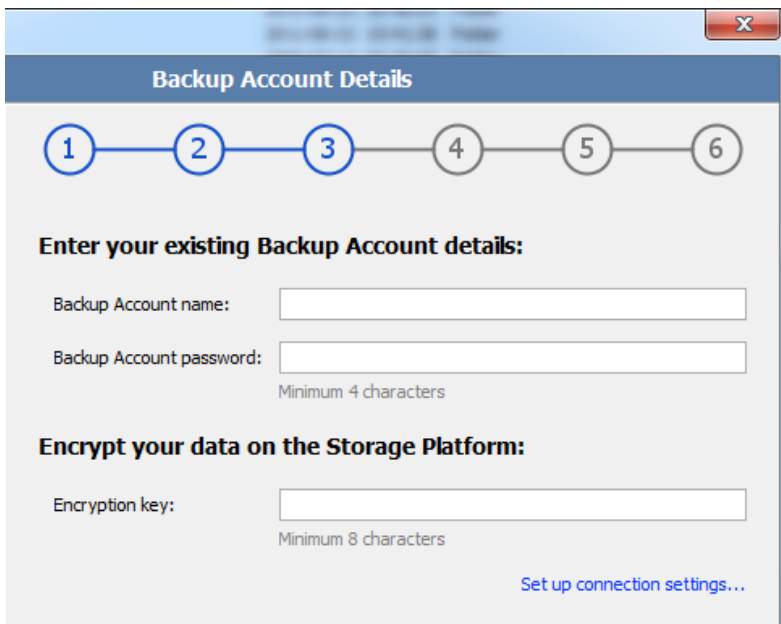 Backup Account Details
1 2 3 4 5 6
Enter your existing Backup Account details:
Backup Account name:
Backup Account password:
Minimum 4 characters
Encrypt your data on the Storage Platform:
Encryption key:
Minimum 8 characters
Set up connection settings...